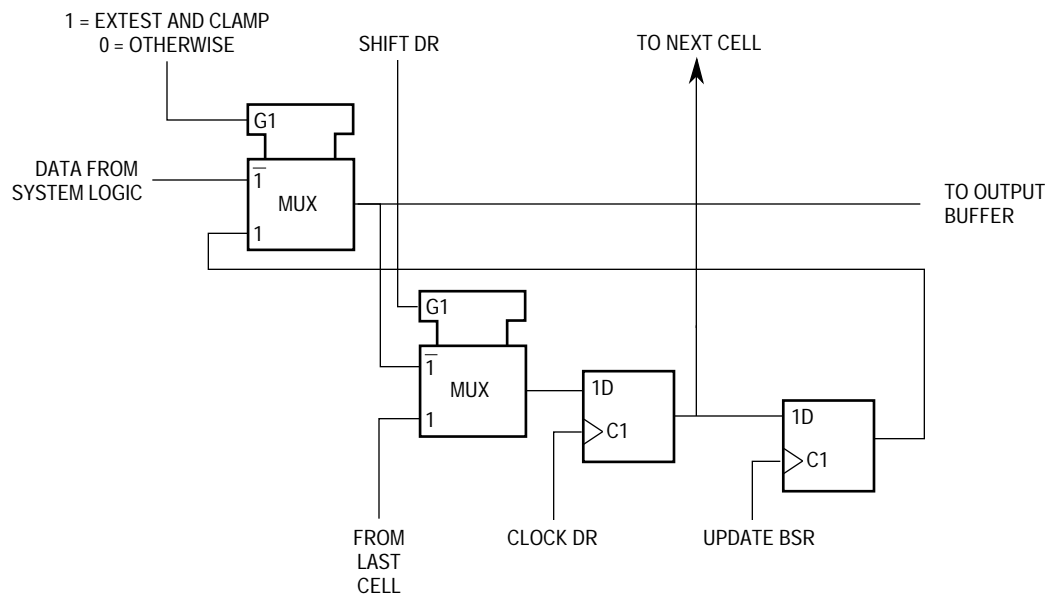 1 = EXTEST AND CLAMP
0 = OTHERWISE
SHIFT DR
TO NEXT CELL
G1
DATA FROM
SYSTEM LOGIC
1
MUX
1
TO OUTPUT
BUFFER
G1
1
MUX
1
1D
C1
1D
C1
FROM
LAST
CELL
CLOCK DR
UPDATE BSR